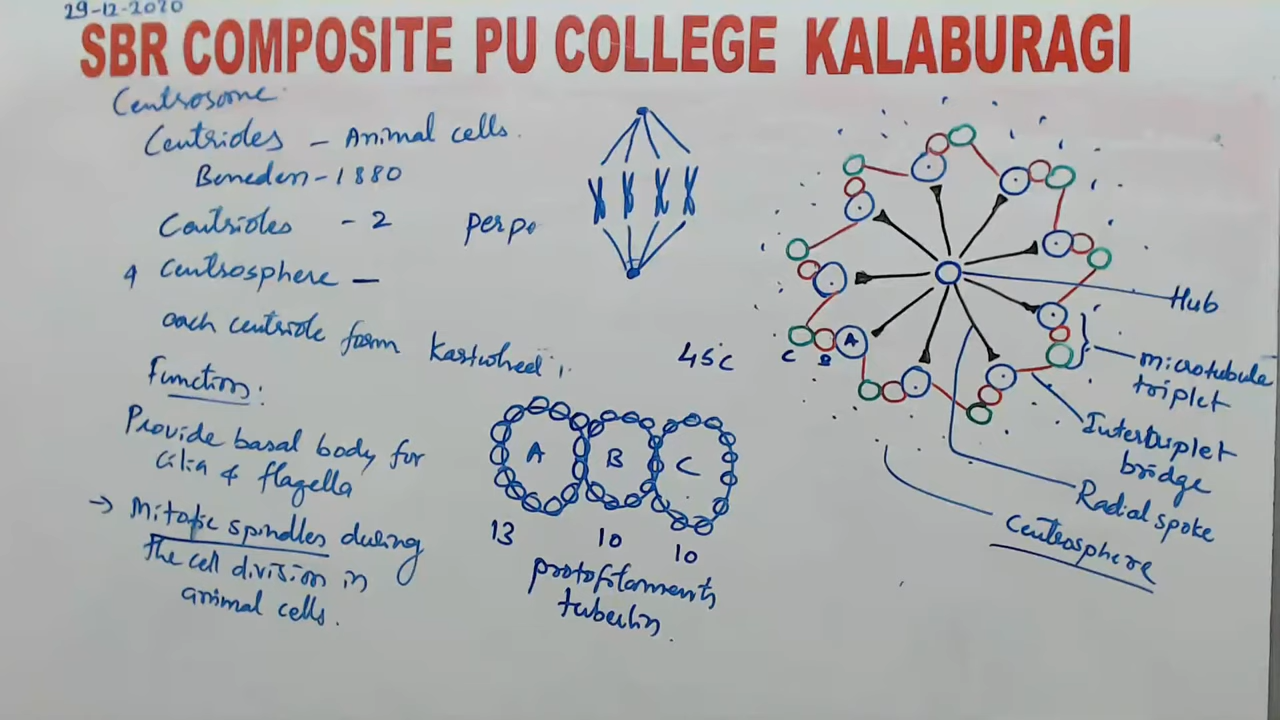 29-12-2020
SBR COMPOSITE PU COLLEGE KALABURAGI
Centrosome
Centrioles - Animal cells.
Beneden - 1880
Centrioles - 2 perpe
& Centrosphere -
each centriole form Kartwheel
Function:
Provide basal body for
cilia & flagella
→ Mitotic spindles during
the cell division in
animal cells.
45C
A B C
13 10 10
protofilaments
tubulin.
C B A
Hub
microtubule
triplet
Intertriplet
bridge
Radial spoke
Centrosphere